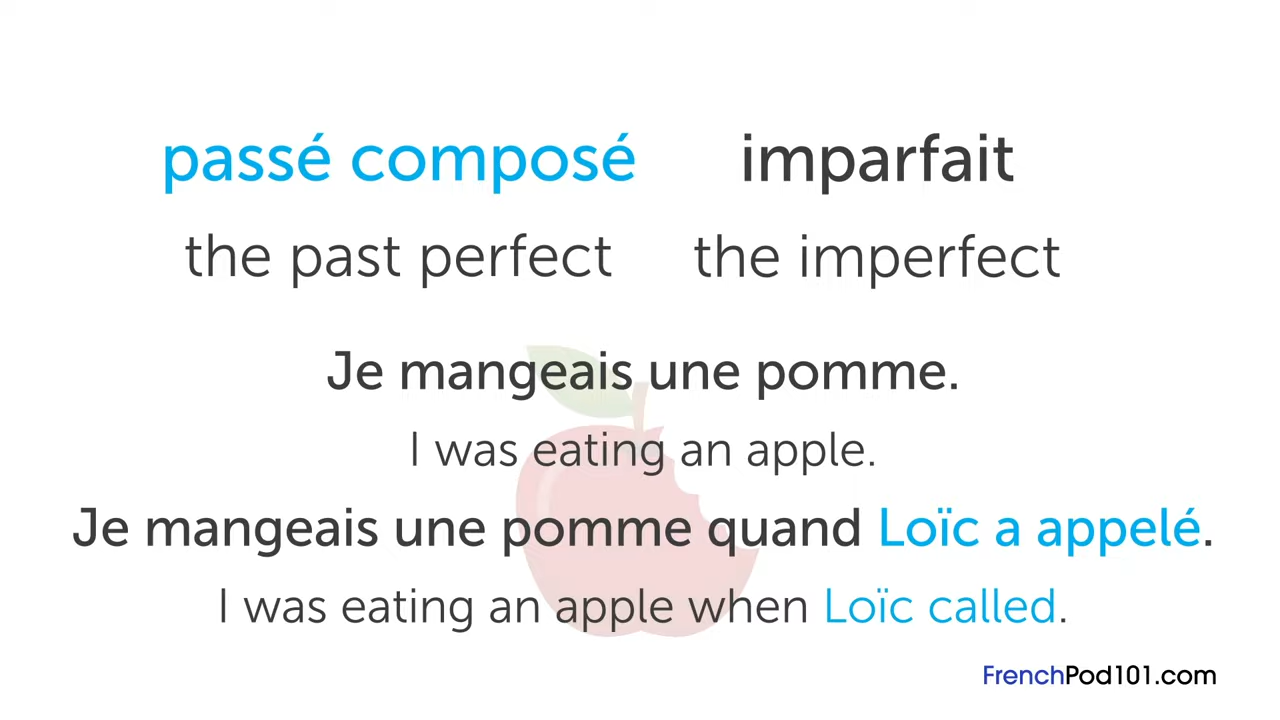 passé composé imparfait
the past perfect the imperfect
Je mangeais une pomme.
I was eating an apple.
Je mangeais une pomme quand Loïc a appelé.
I was eating an apple when Loïc called.
FrenchPod101.com